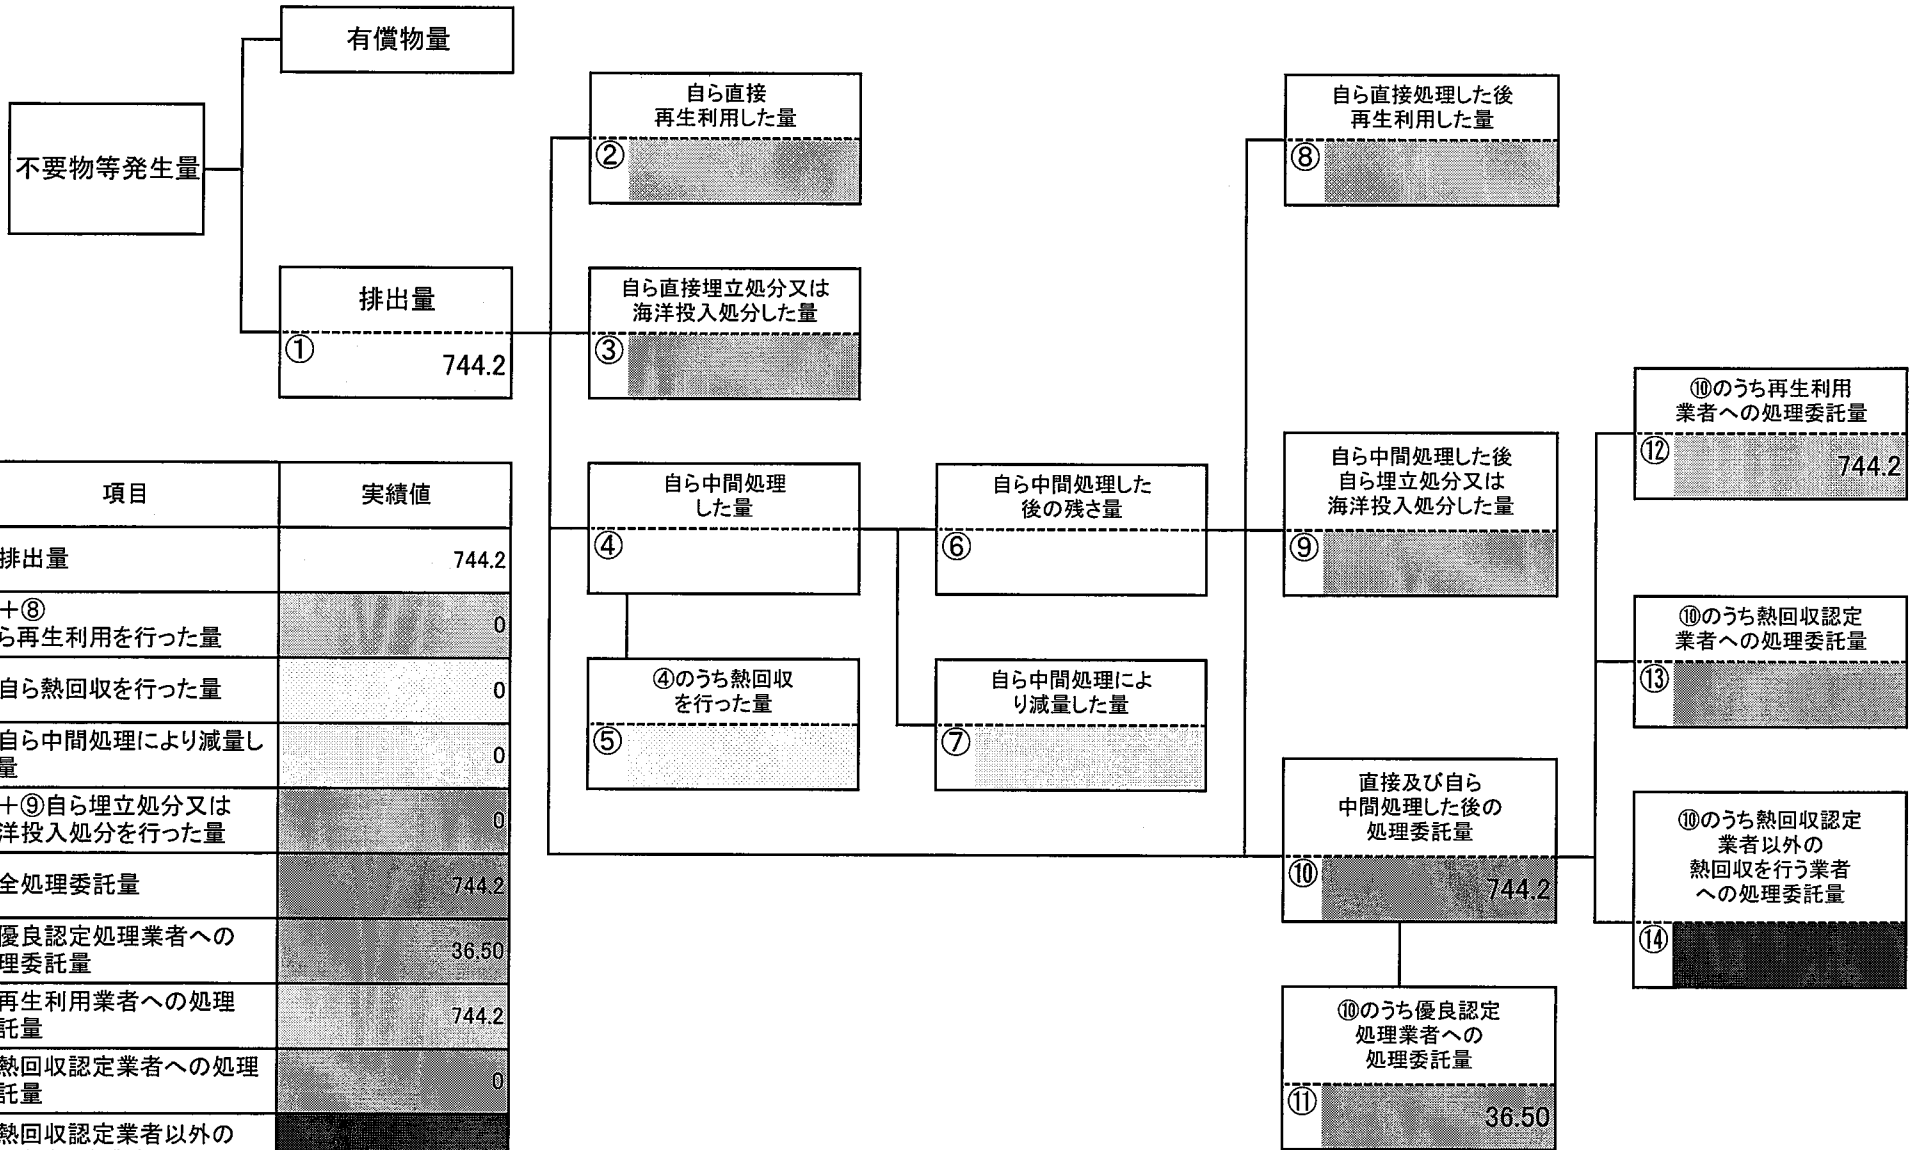 有償物量
不要物等発生量
排出量
①
744.2
自ら直接
再生利用した量
②
自ら直接埋立処分又は
海洋投入処分した量
③
自ら中間処理
した量
④
④のうち熱回収
を行った量
⑤
自ら中間処理した
後の残さ量
⑥
自ら中間処理によ
り減量した量
⑦
自ら直接処理した後
再生利用した量
⑧
自ら中間処理した後
自ら埋立処分又は
海洋投入処分した量
⑨
直接及び自ら
中間処理した後の
処理委託量
⑩
744.2
⑩のうち優良認定
処理業者への
処理委託量
⑪
36.50
⑩のうち再生利用
業者への処理委託量
⑫
744.2
⑩のうち熱回収認定
業者への処理委託量
⑬
⑩のうち熱回収認定
業者以外の
熱回収を行う業者
への処理委託量
⑭
項目 実績値
排出量 744.2
+⑧
ら再生利用を行った量 0
自ら熱回収を行った量 0
自ら中間処理により減量し
量 0
+⑨自ら埋立処分又は
洋投入処分を行った量 0
全処理委託量 744.2
優良認定処理業者への
理委託量 36.50
再生利用業者への処理
託量 744.2
熱回収認定業者への処理
託量 0
熱回収認定業者以外の